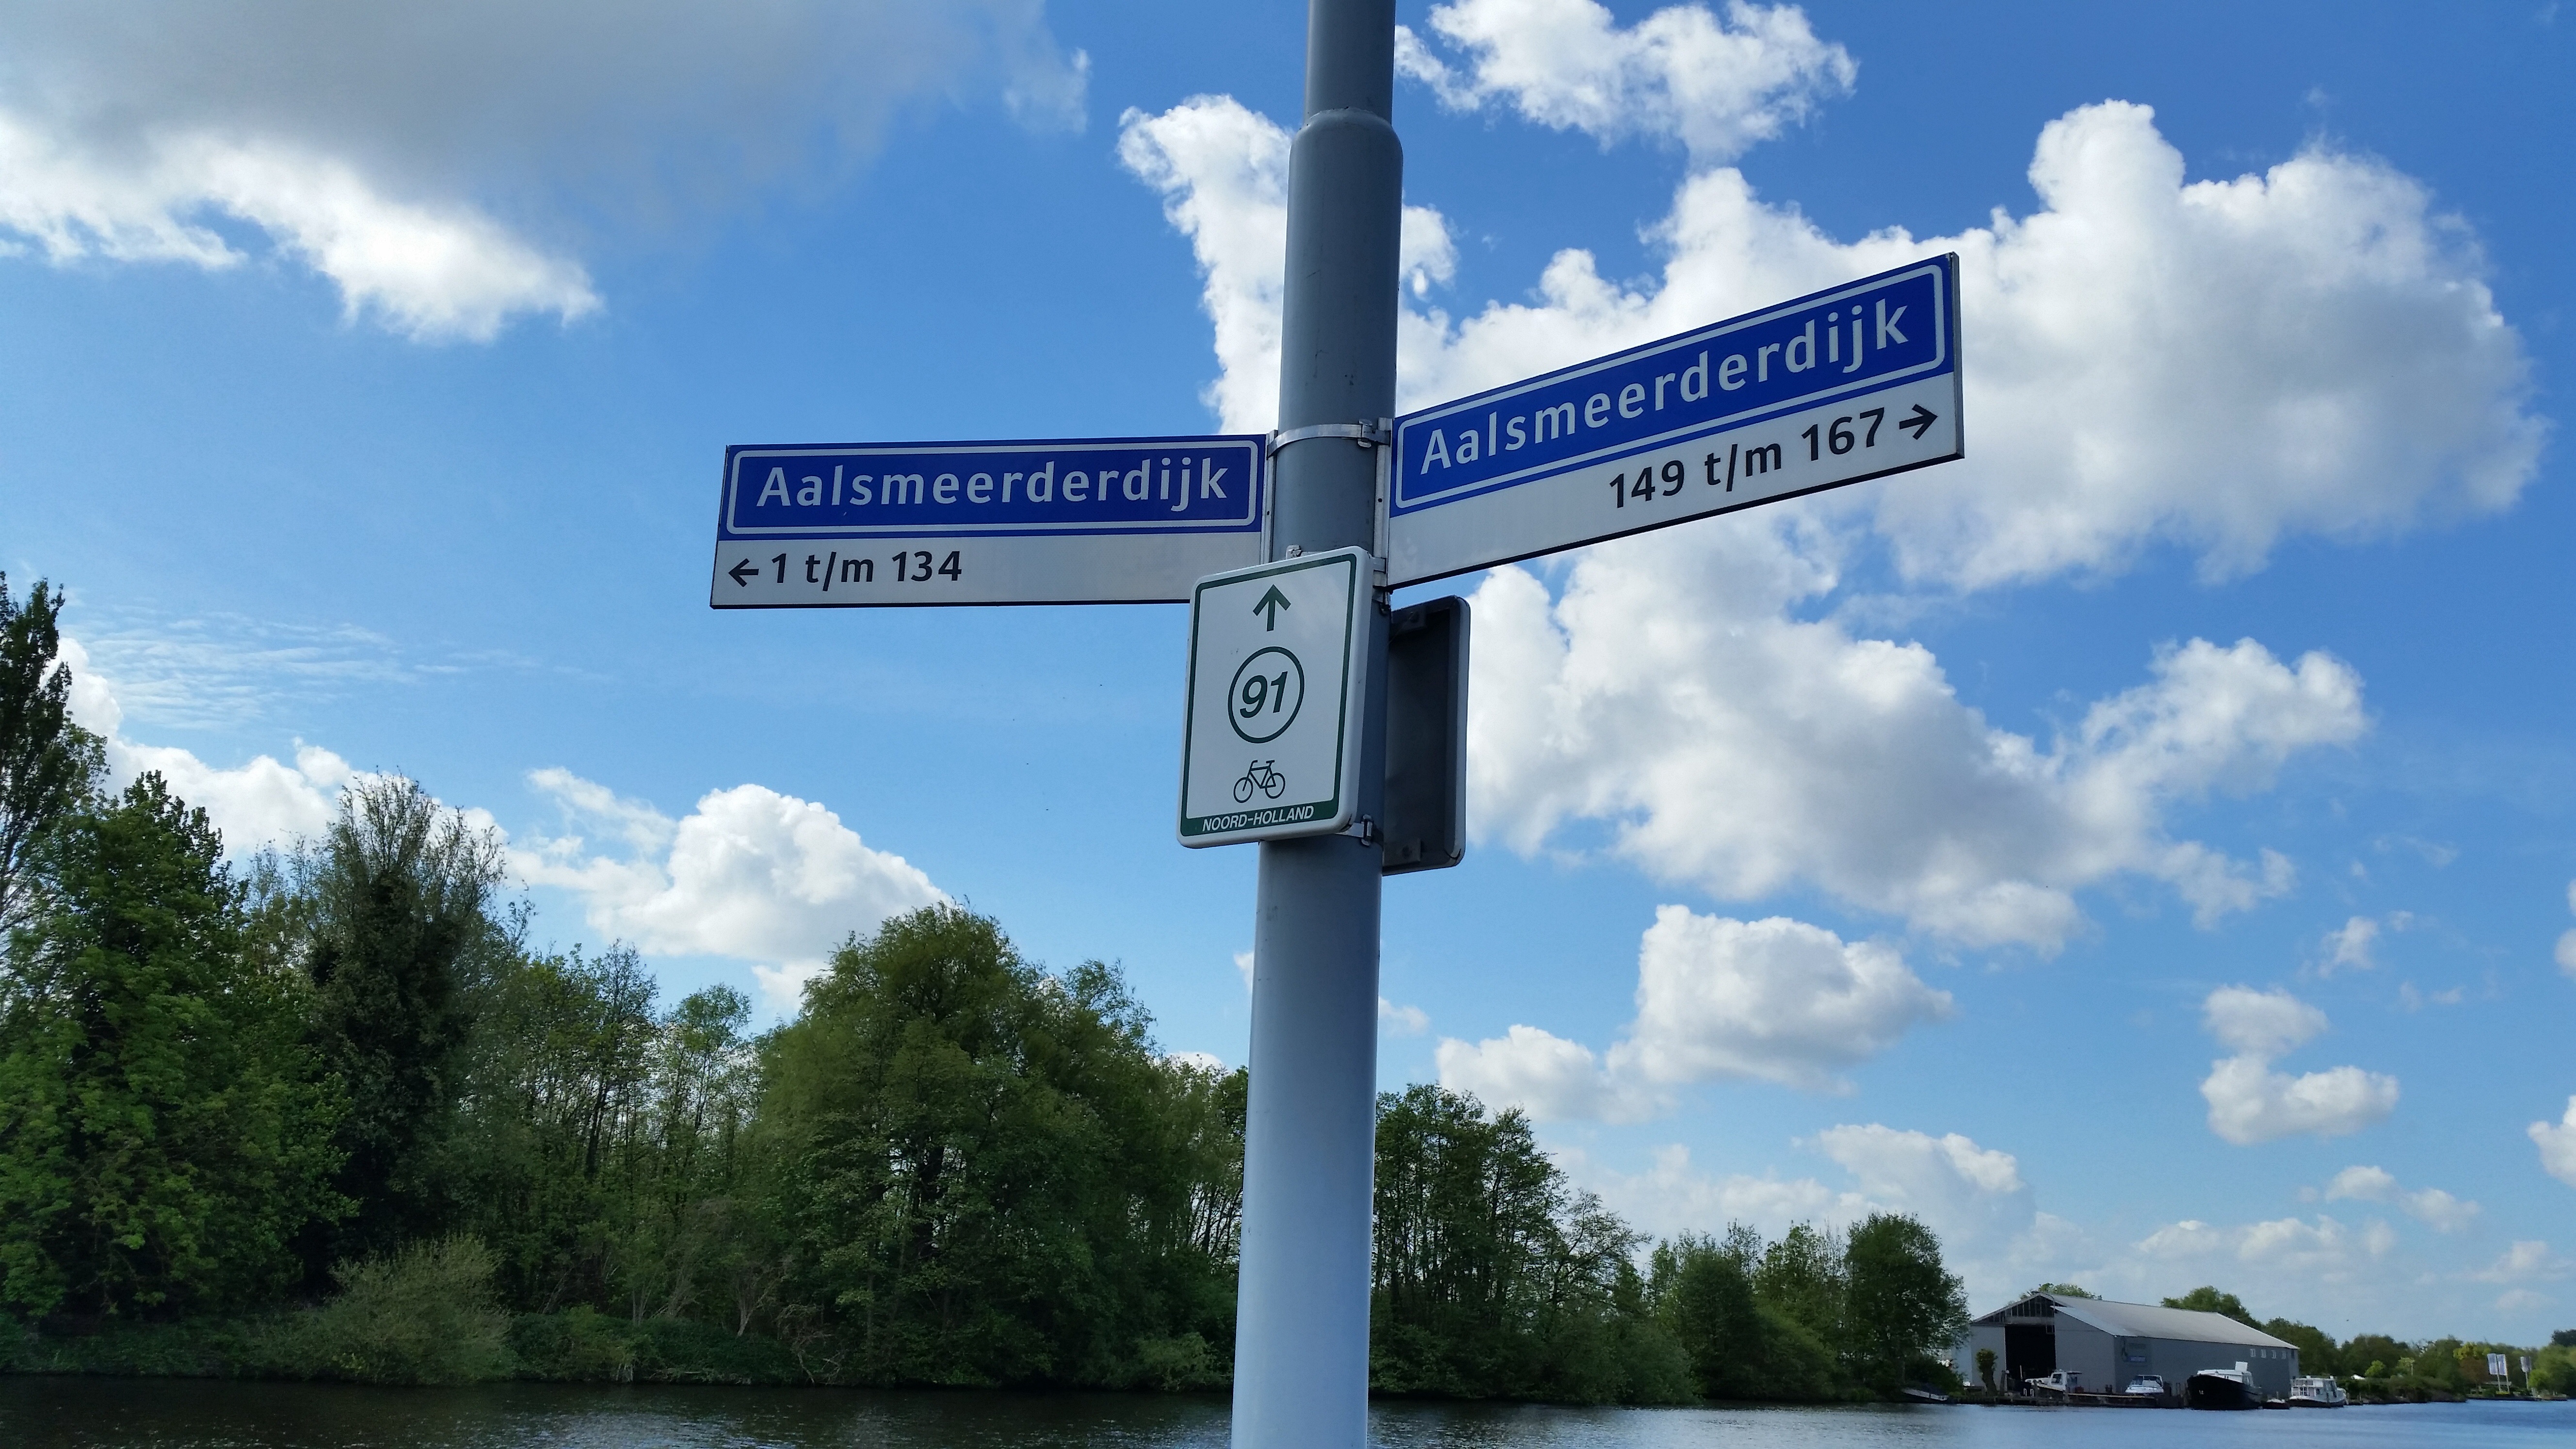 Aalsmeerderdijk
← 1 t/m 134
Aalsmeerderdijk
149 t/m 167 →
↑
91
NOORD-HOLLAND